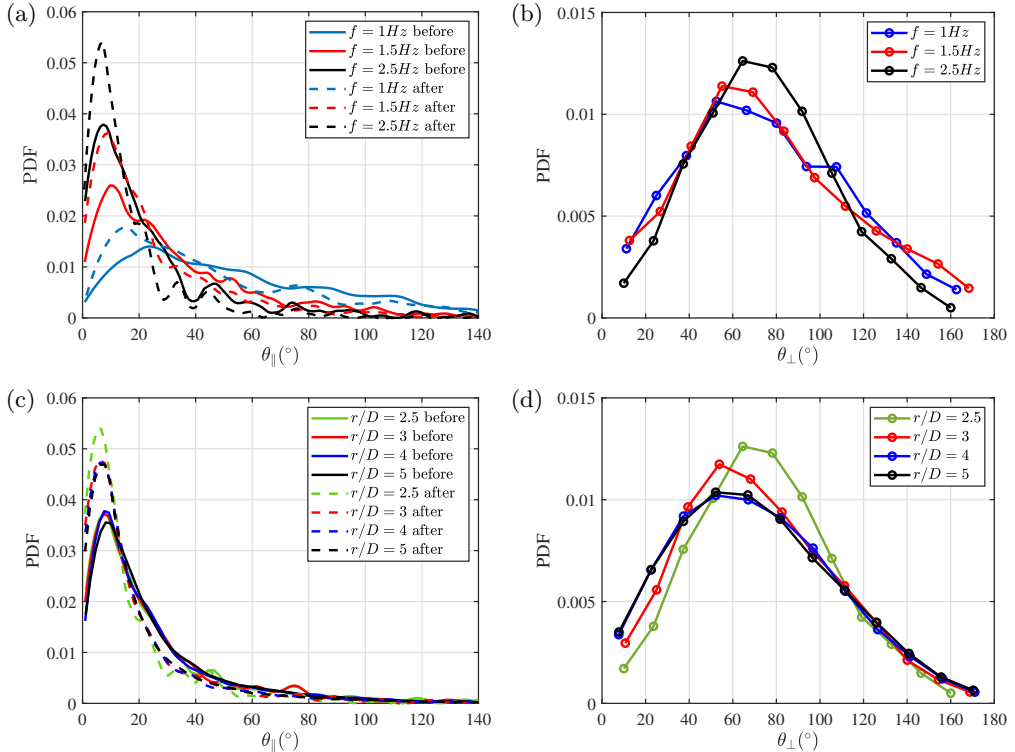 (a)
PDF
0.06
0.05
0.04
0.03
0.02
0.01
0
f = 1Hz before
f = 1.5Hz before
f = 2.5Hz before
f = 1Hz after
f = 1.5Hz after
f = 2.5Hz after
0 20 40 60 80 100 120 140
θ∥(°)
(b)
PDF
0.015
0.01
0.005
0
f = 1Hz
f = 1.5Hz
f = 2.5Hz
0 20 40 60 80 100 120 140 160 180
θ⊥(°)
(c)
PDF
0.06
0.05
0.04
0.03
0.02
0.01
0
r/D = 2.5 before
r/D = 3 before
r/D = 4 before
r/D = 5 before
r/D = 2.5 after
r/D = 3 after
r/D = 4 after
r/D = 5 after
0 20 40 60 80 100 120 140
θ∥(°)
(d)
PDF
0.015
0.01
0.005
0
r/D = 2.5
r/D = 3
r/D = 4
r/D = 5
0 20 40 60 80 100 120 140 160 180
θ⊥(°)